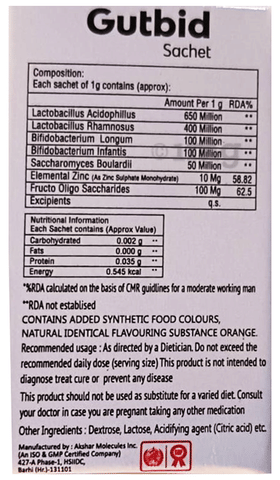 Gutbid
Sachet
Composition:
Each sachet of 1g contains (approx):
Amount Per 1 g RDA%
Lactobacillus Acidophillus 650 Million **
Lactobacillus Rhamnosus 400 Million **
Bifidobacterium Longum 100 Million **
Bifidobacterium Infantis 100 Million **
Saccharomyces Boulardii 50 Million **
Elemental Zinc (As Zinc Sulphate Monohydrate) 10 Mg 58.82
Fructo Oligo Saccharides 100 Mg 62.5
Excipients q.s.
Nutritional Information
Each Sachet contains (Approx Value)
Carbohydrated 0.002 g **
Fats 0.000 g **
Protein 0.035 g **
Energy 0.545 kcal **
*%RDA calculated on the basis of CMR guidlines for a moderate working man
**RDA not establised
CONTAINS ADDED SYNTHETIC FOOD COLOURS,
NATURAL IDENTICAL FLAVOURING SUBSTANCE ORANGE.
Recommended usage : As directed by a Dietician. Do not exceed the
recommended daily dose (serving size) This product is not intended to
diagnose treat cure or prevent any disease
This product should not be used as substitute for a varied diet. Consult
your doctor in case you are pregnant taking any other medication
Other Ingredients : Dextrose, Lactose, Acidifying agent (Citric acid) etc.
Manufactured by : Akshar Molecules Inc.
(An ISO & GMP Certified Company)
427-A Phase-1, HSIIDC,
Barhi (Hr.)-131101